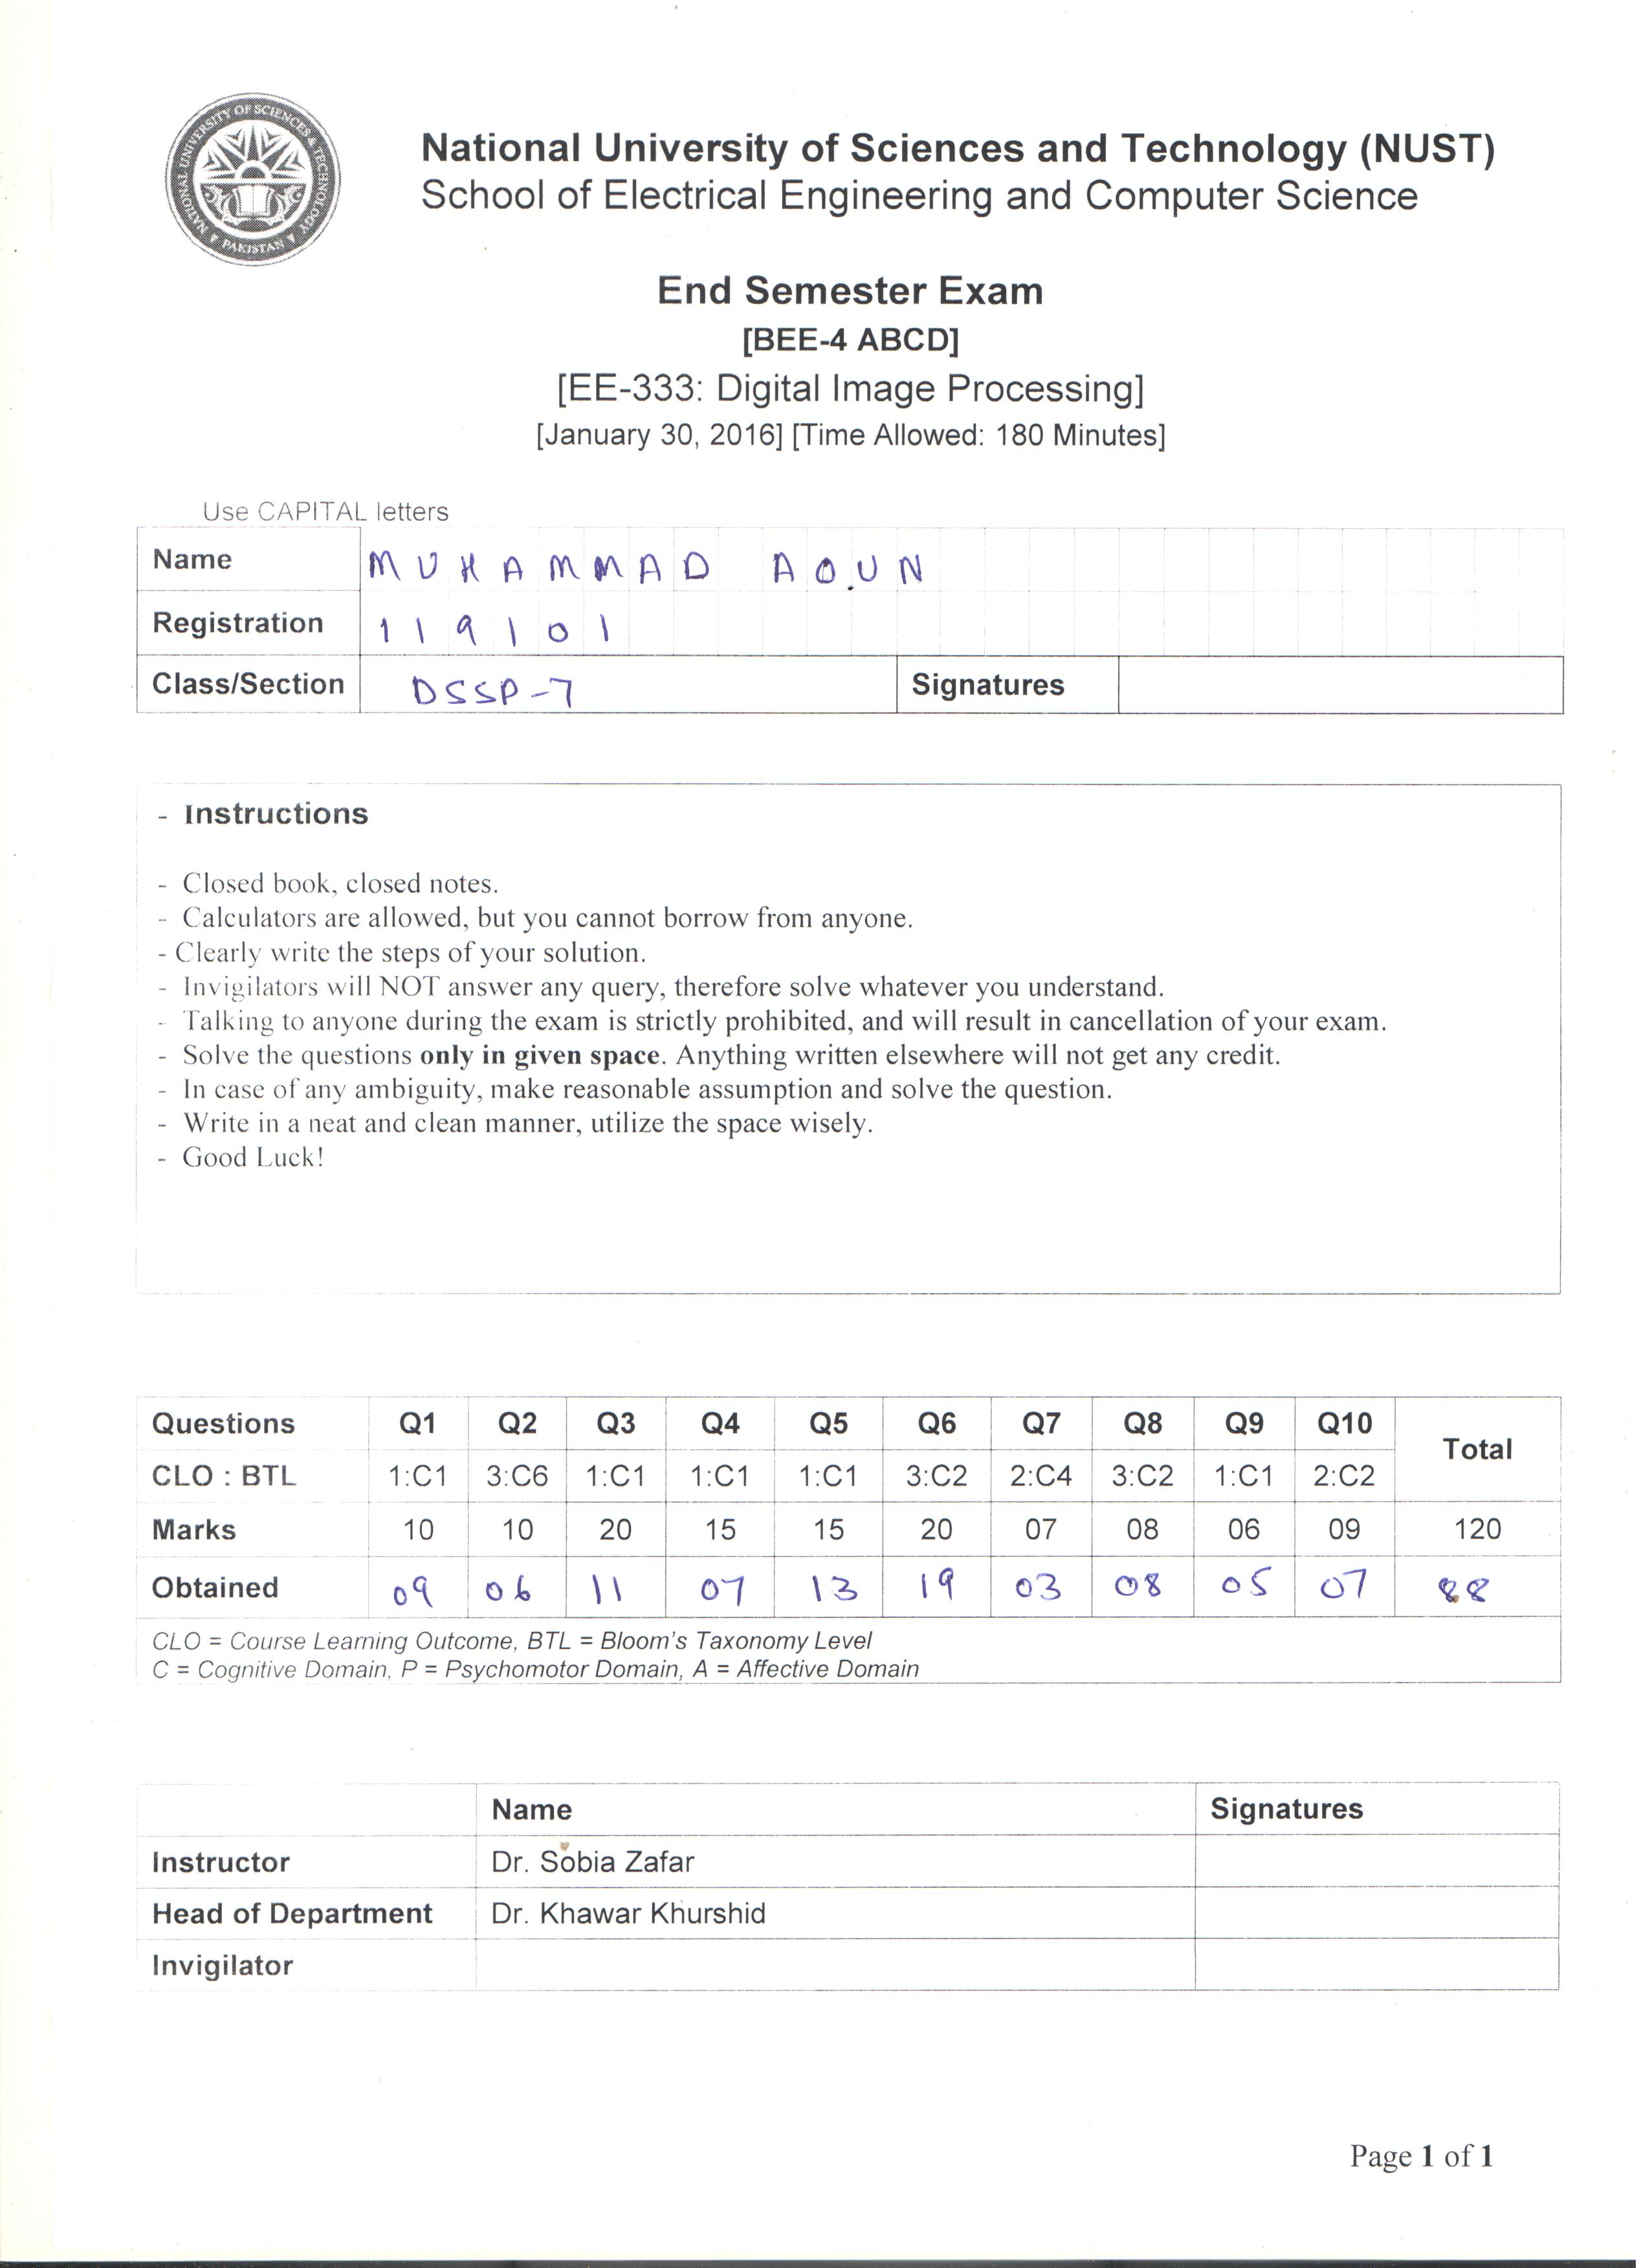 NATIONAL UNIVERSITY OF SCIENCES & TECHNOLOGY
PAKISTAN
National University of Sciences and Technology (NUST)
School of Electrical Engineering and Computer Science
End Semester Exam
[BEE-4 ABCD]
[EE-333: Digital Image Processing]
[January 30, 2016] [Time Allowed: 180 Minutes]
Use CAPITAL letters
Name MUHAMMAD AOUN
Registration 119101
Class/Section DSSP-7 Signatures
- Instructions
- Closed book, closed notes.
- Calculators are allowed, but you cannot borrow from anyone.
- Clearly write the steps of your solution.
- Invigilators will NOT answer any query, therefore solve whatever you understand.
- Talking to anyone during the exam is strictly prohibited, and will result in cancellation of your exam.
- Solve the questions only in given space. Anything written elsewhere will not get any credit.
- In case of any ambiguity, make reasonable assumption and solve the question.
- Write in a neat and clean manner, utilize the space wisely.
- Good Luck!
Questions Q1 Q2 Q3 Q4 Q5 Q6 Q7 Q8 Q9 Q10 Total
CLO : BTL 1:C1 3:C6 1:C1 1:C1 1:C1 3:C2 2:C4 3:C2 1:C1 2:C2
Marks 10 10 20 15 15 20 07 08 06 09 120
Obtained 09 06 11 07 13 19 03 08 05 07 88
CLO = Course Learning Outcome, BTL = Bloom's Taxonomy Level
C = Cognitive Domain, P = Psychomotor Domain, A = Affective Domain
Name Signatures
Instructor Dr. Sobia Zafar
Head of Department Dr. Khawar Khurshid
Invigilator
Page 1 of 1